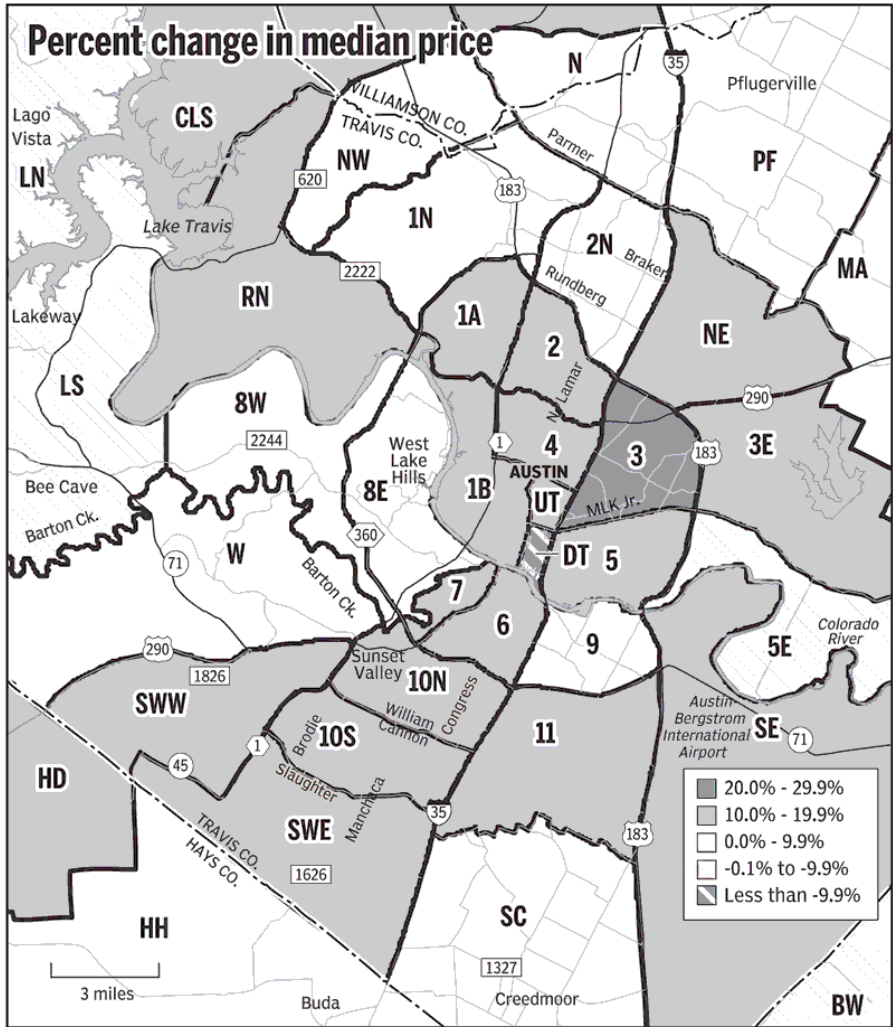 Percent change in median price
N
35
Pflugerville
WILLIAMSON CO.
TRAVIS CO.
Lago
Vista
CLS
LN
NW
Parmer
PF
620
183
Lake Travis
1N
2N
Braker
2222
Rundberg
MA
RN
1A
NE
Lakeway
2
LS
N. Lamar
290
8W
2244
West
Lake
Hills
1
4
3
183
3E
AUSTIN
8E
1B
UT
MLK Jr.
Bee Cave
Barton Ck.
360
DT
5
W
71
Barton Ck.
7
6
9
5E
Colorado
River
290
1826
Sunset
Valley
SWW
10N
Congress
William
Cannon
Austin-
Bergstrom
International
Airport
SE
71
Brodie
10S
11
1
45
HD
Slaughter
Manchaca
20.0% - 29.9%
10.0% - 19.9%
0.0% - 9.9%
-0.1% to -9.9%
Less than -9.9%
35
SWE
183
TRAVIS CO.
HAYS CO.
1626
SC
HH
1327
3 miles
Buda
Creedmoor
BW